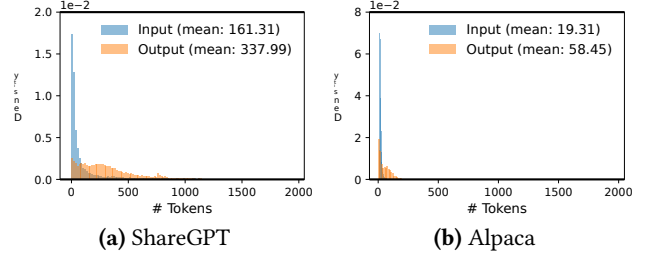 1e−2
2.0
1.5
1.0
0.5
0.0
Density
Input (mean: 161.31)
Output (mean: 337.99)
0 500 1000 1500 2000
# Tokens
(a) ShareGPT
1e−2
8
6
4
2
0
Density
Input (mean: 19.31)
Output (mean: 58.45)
0 500 1000 1500 2000
# Tokens
(b) Alpaca